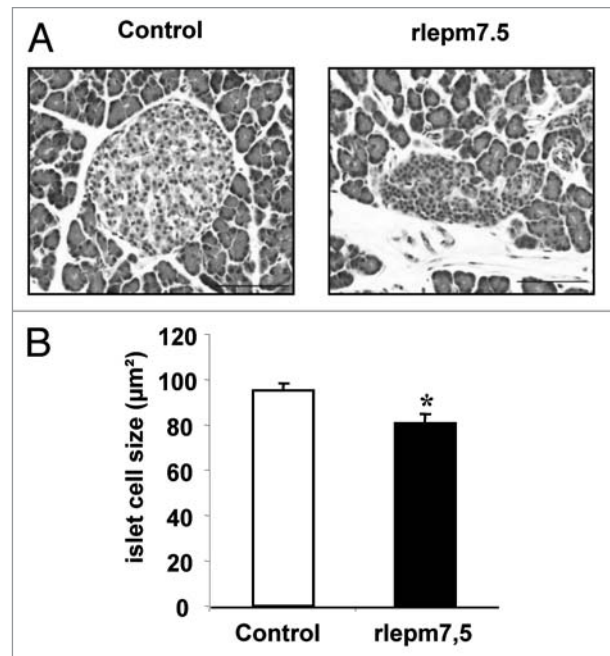 A
Control
rlepm7.5
B
islet cell size (µm²)
120
100
80
60
40
20
0
*
Control
rlepm7,5